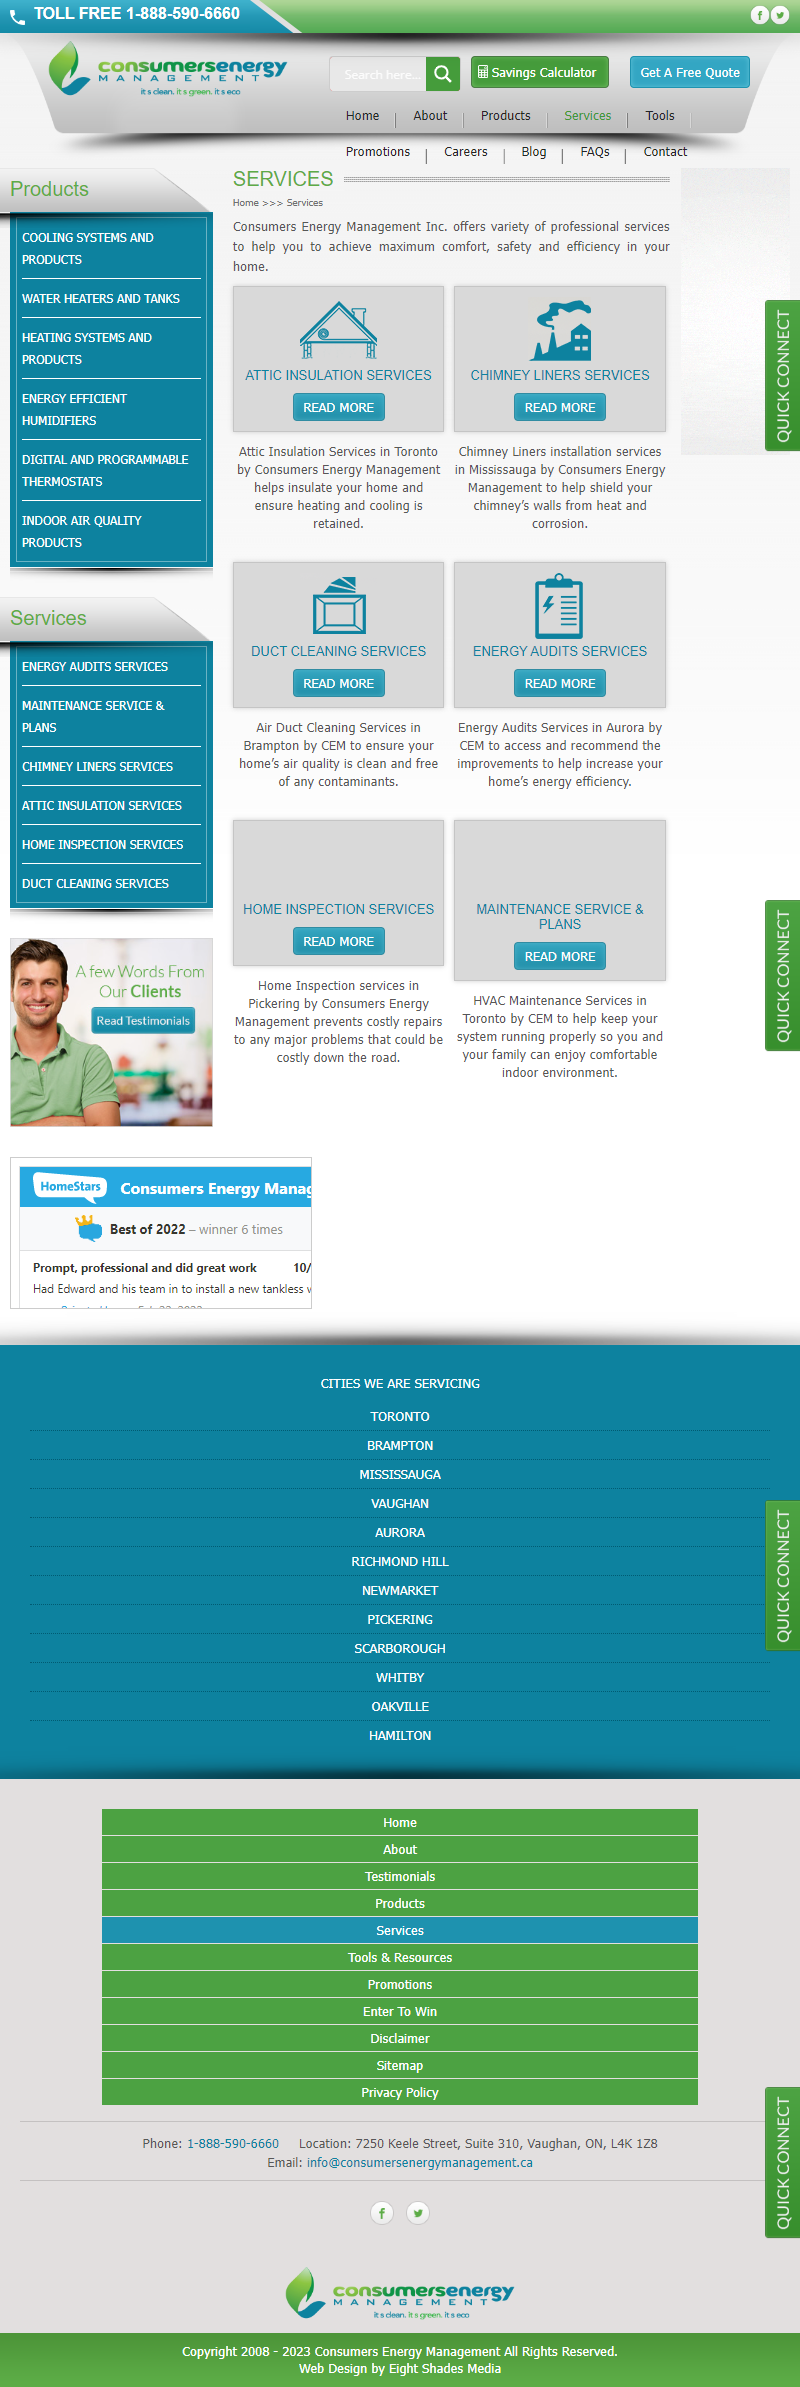 TOLL FREE 1-888-590-6660
consumersenergy
MANAGEMENT
it s clean. it s green. it s eco
Search here...
Savings Calculator
Get A Free Quote
Home
About
Products
Services
Tools
Promotions
Careers
Blog
FAQs
Contact
Products
COOLING SYSTEMS AND
PRODUCTS
WATER HEATERS AND TANKS
HEATING SYSTEMS AND
PRODUCTS
ENERGY EFFICIENT
HUMIDIFIERS
DIGITAL AND PROGRAMMABLE
THERMOSTATS
INDOOR AIR QUALITY
PRODUCTS
Services
ENERGY AUDITS SERVICES
MAINTENANCE SERVICE &
PLANS
CHIMNEY LINERS SERVICES
ATTIC INSULATION SERVICES
HOME INSPECTION SERVICES
DUCT CLEANING SERVICES
A few Words From
Our Clients
Read Testimonials
HomeStars
Consumers Energy Manag
Best of 2022 – winner 6 times
Prompt, professional and did great work 10/
Had Edward and his team in to install a new tankless w
SERVICES
Home >>> Services
Consumers Energy Management Inc. offers variety of professional services
to help you to achieve maximum comfort, safety and efficiency in your
home.
ATTIC INSULATION SERVICES
READ MORE
Attic Insulation Services in Toronto
by Consumers Energy Management
helps insulate your home and
ensure heating and cooling is
retained.
CHIMNEY LINERS SERVICES
READ MORE
Chimney Liners installation services
in Mississauga by Consumers Energy
Management to help shield your
chimney’s walls from heat and
corrosion.
DUCT CLEANING SERVICES
READ MORE
Air Duct Cleaning Services in
Brampton by CEM to ensure your
home’s air quality is clean and free
of any contaminants.
ENERGY AUDITS SERVICES
READ MORE
Energy Audits Services in Aurora by
CEM to access and recommend the
improvements to help increase your
home’s energy efficiency.
HOME INSPECTION SERVICES
READ MORE
Home Inspection services in
Pickering by Consumers Energy
Management prevents costly repairs
to any major problems that could be
costly down the road.
MAINTENANCE SERVICE &
PLANS
READ MORE
HVAC Maintenance Services in
Toronto by CEM to help keep your
system running properly so you and
your family can enjoy comfortable
indoor environment.
QUICK CONNECT
QUICK CONNECT
QUICK CONNECT
QUICK CONNECT
CITIES WE ARE SERVICING
TORONTO
BRAMPTON
MISSISSAUGA
VAUGHAN
AURORA
RICHMOND HILL
NEWMARKET
PICKERING
SCARBOROUGH
WHITBY
OAKVILLE
HAMILTON
Home
About
Testimonials
Products
Services
Tools & Resources
Promotions
Enter To Win
Disclaimer
Sitemap
Privacy Policy
Phone: 1-888-590-6660 Location: 7250 Keele Street, Suite 310, Vaughan, ON, L4K 1Z8
Email: info@consumersenergymanagement.ca
consumersenergy
MANAGEMENT
it s clean. it s green. it s eco
Copyright 2008 - 2023 Consumers Energy Management All Rights Reserved.
Web Design by Eight Shades Media